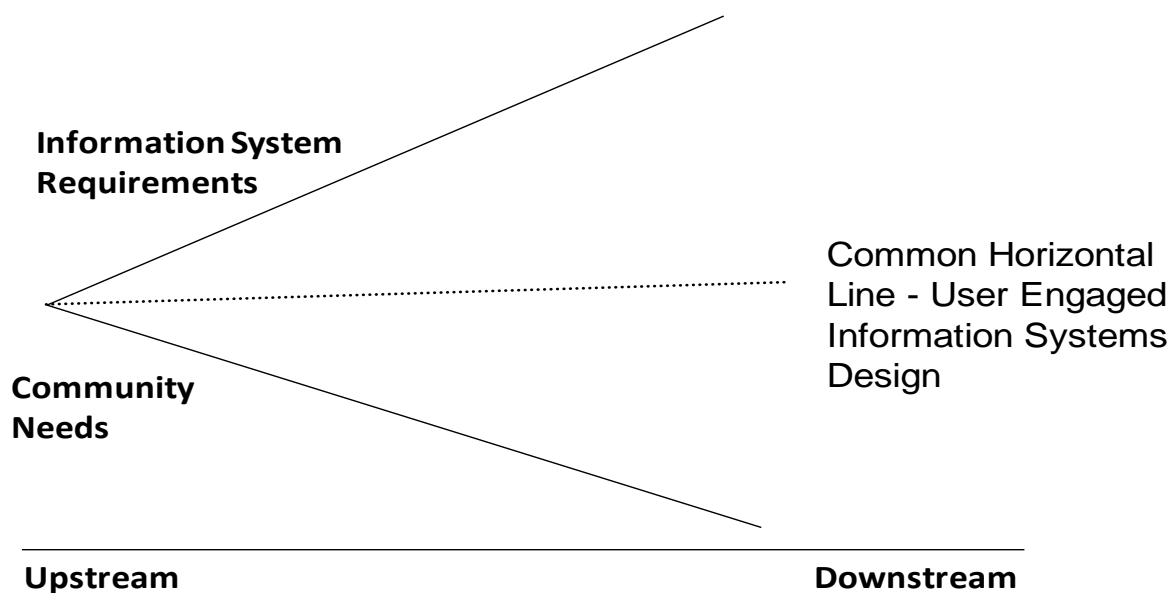 Information System
Requirements
Common Horizontal
Line - User Engaged
Information Systems
Design
Community
Needs
Upstream
Downstream